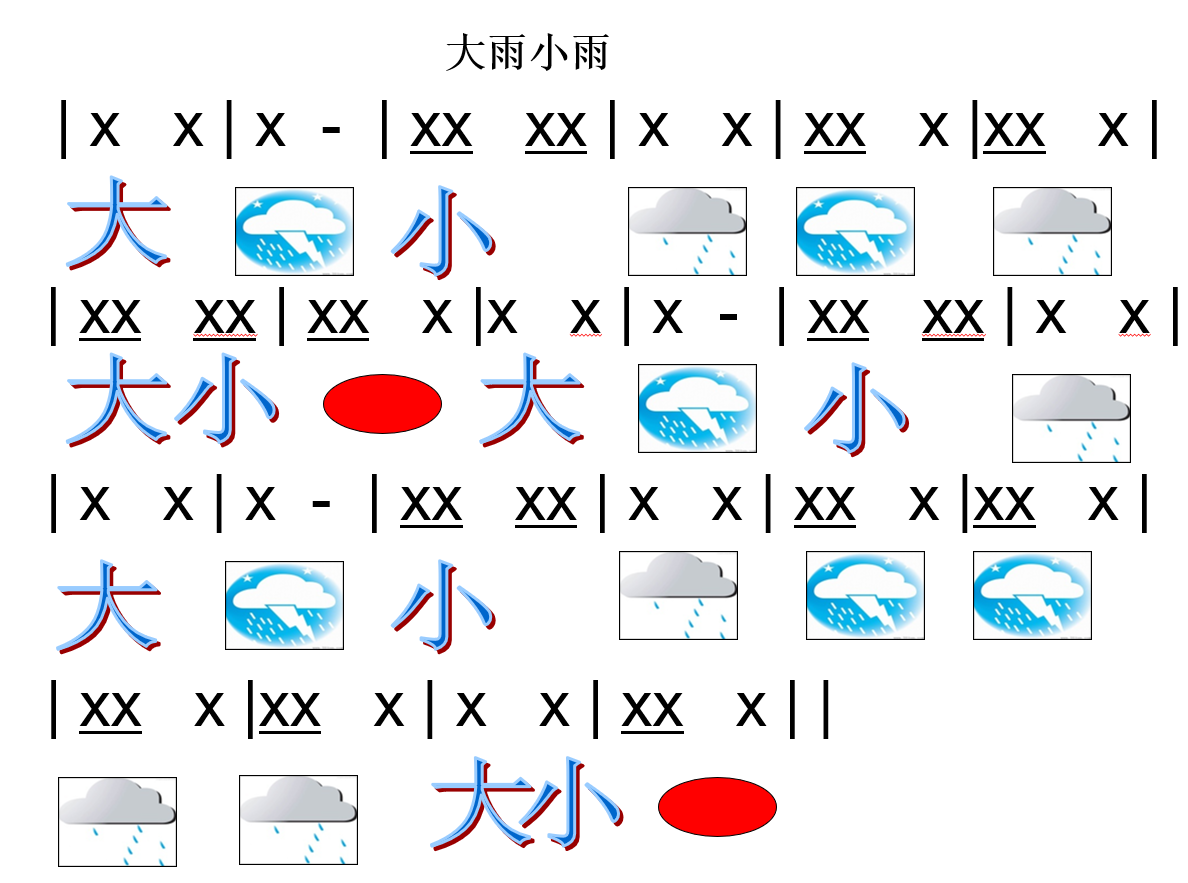 大雨小雨
| x x | x - | xx xx | x x | xx x |xx x |
大 小
| xx xx | xx x |x x | x - | xx xx | x x |
大小 大 小
| x x | x - | xx xx | x x | xx x |xx x |
大 小
| xx x |xx x | x x | xx x | |
大小